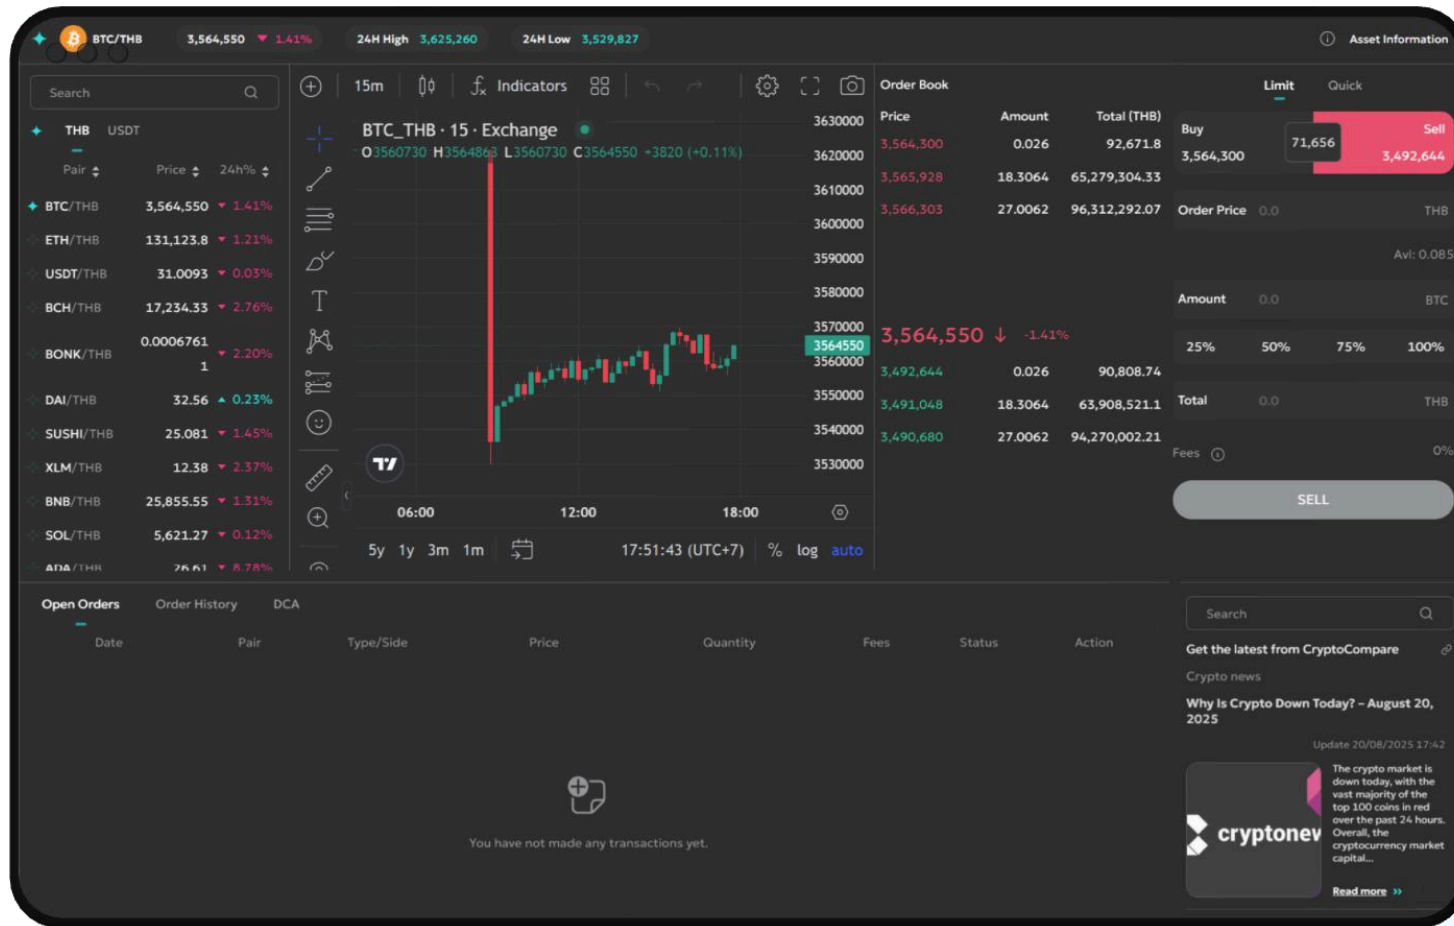 BTC/THB 3,564,550 ▼ 1.41% 24H High 3,625,260 24H Low 3,529,827 Asset Information
Search
THB USDT
Pair Price 24h%
BTC/THB 3,564,550 ▼ 1.41%
ETH/THB 131,123.8 ▼ 1.21%
USDT/THB 31.0093 ▼ 0.03%
BCH/THB 17,234.33 ▼ 2.76%
BONK/THB 0.0006761
1 ▼ 2.20%
DAI/THB 32.56 ▲ 0.23%
SUSHI/THB 25.081 ▼ 1.45%
XLM/THB 12.38 ▼ 2.37%
BNB/THB 25,855.55 ▼ 1.31%
SOL/THB 5,621.27 ▼ 0.12%
ADA/THB 26.61 ▼ 8.78%
15m Indicators
BTC_THB · 15 · Exchange
O3560730 H3564863 L3560730 C3564550 +3820 (+0.11%)
3630000
3620000
3610000
3600000
3590000
3580000
3570000
3564550
3560000
3550000
3540000
3530000
06:00 12:00 18:00
5y 1y 3m 1m 17:51:43 (UTC+7) % log auto
Order Book
Price Amount Total (THB)
3,564,300 0.026 92,671.8
3,565,928 18.3064 65,279,304.33
3,566,303 27.0062 96,312,292.07
3,564,550 ↓ -1.41%
3,492,644 0.026 90,808.74
3,491,048 18.3064 63,908,521.1
3,490,680 27.0062 94,270,002.21
Limit Quick
Buy Sell
71,656
3,564,300 3,492,644
Order Price 0.0 THB
Avl: 0.085
Amount 0.0 BTC
25% 50% 75% 100%
Total 0.0 THB
Fees 0%
SELL
Open Orders Order History DCA
Date Pair Type/Side Price Quantity Fees Status Action
You have not made any transactions yet.
Search
Get the latest from CryptoCompare
Crypto news
Why Is Crypto Down Today? – August 20,
2025
Update 20/08/2025 17:42
cryptonew
The crypto market is
down today, with the
vast majority of the
top 100 coins in red
over the past 24 hours.
Overall, the
cryptocurrency market
capital...
Read more »